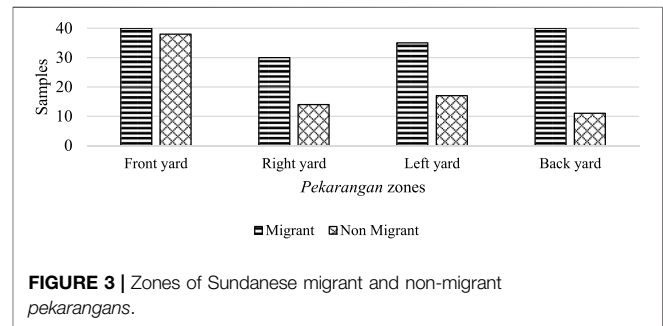 40
30
20
10
0
Samples
Front yard Right yard Left yard Back yard
Pekarangan zones
Migrant Non Migrant
FIGURE 3 | Zones of Sundanese migrant and non-migrant
pekarangans.